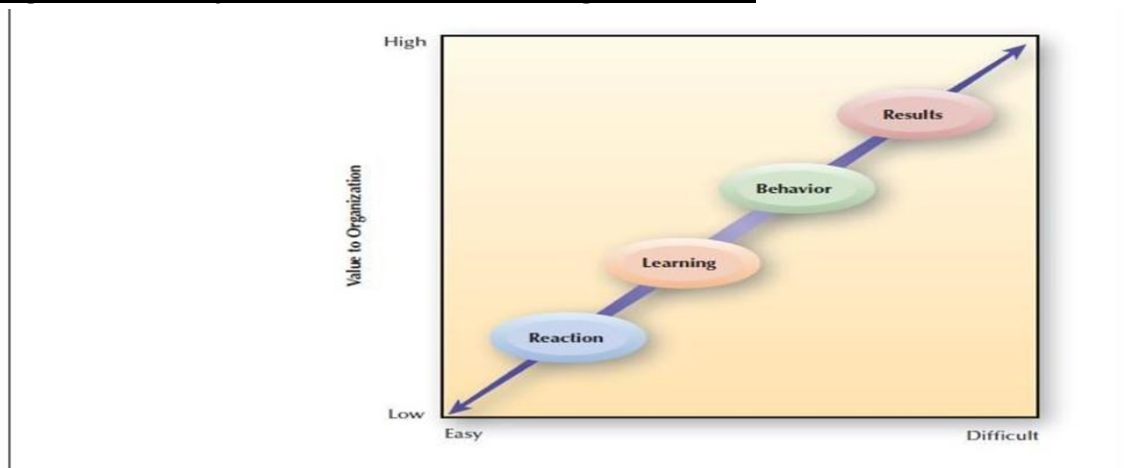 High
Results
Behavior
Value to Organization
Learning
Reaction
Low
Easy
Difficult